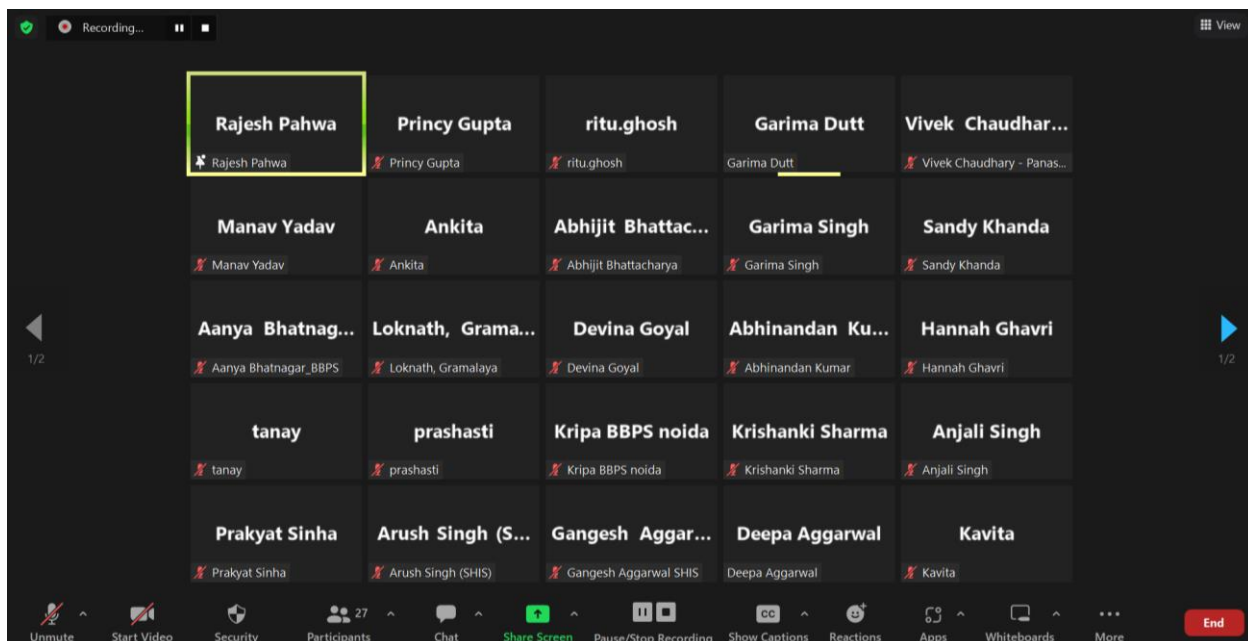 Recording...
View
Rajesh Pahwa Princy Gupta ritu.ghosh Garima Dutt Vivek Chaudhar...
Rajesh Pahwa Princy Gupta ritu.ghosh Garima Dutt Vivek Chaudhary - Panas...
Manav Yadav Ankita Abhijit Bhattac... Garima Singh Sandy Khanda
Manav Yadav Ankita Abhijit Bhattacharya Garima Singh Sandy Khanda
Aanya Bhatnag... Loknath, Grama... Devina Goyal Abhinandan Ku... Hannah Ghavri
1/2 Aanya Bhatnagar_BBPS Loknath, Gramalaya Devina Goyal Abhinandan Kumar Hannah Ghavri 1/2
tanay prashasti Kripa BBPS noida Krishanki Sharma Anjali Singh
tanay prashasti Kripa BBPS noida Krishanki Sharma Anjali Singh
Prakyat Sinha Arush Singh (S... Gangesh Aggar... Deepa Aggarwal Kavita
Prakyat Sinha Arush Singh (SHIS) Gangesh Aggarwal SHIS Deepa Aggarwal Kavita
27 CC
Unmute Start Video Security Participants Chat Share Screen Pause/Stop Recording Show Captions Reactions Apps Whiteboards More End